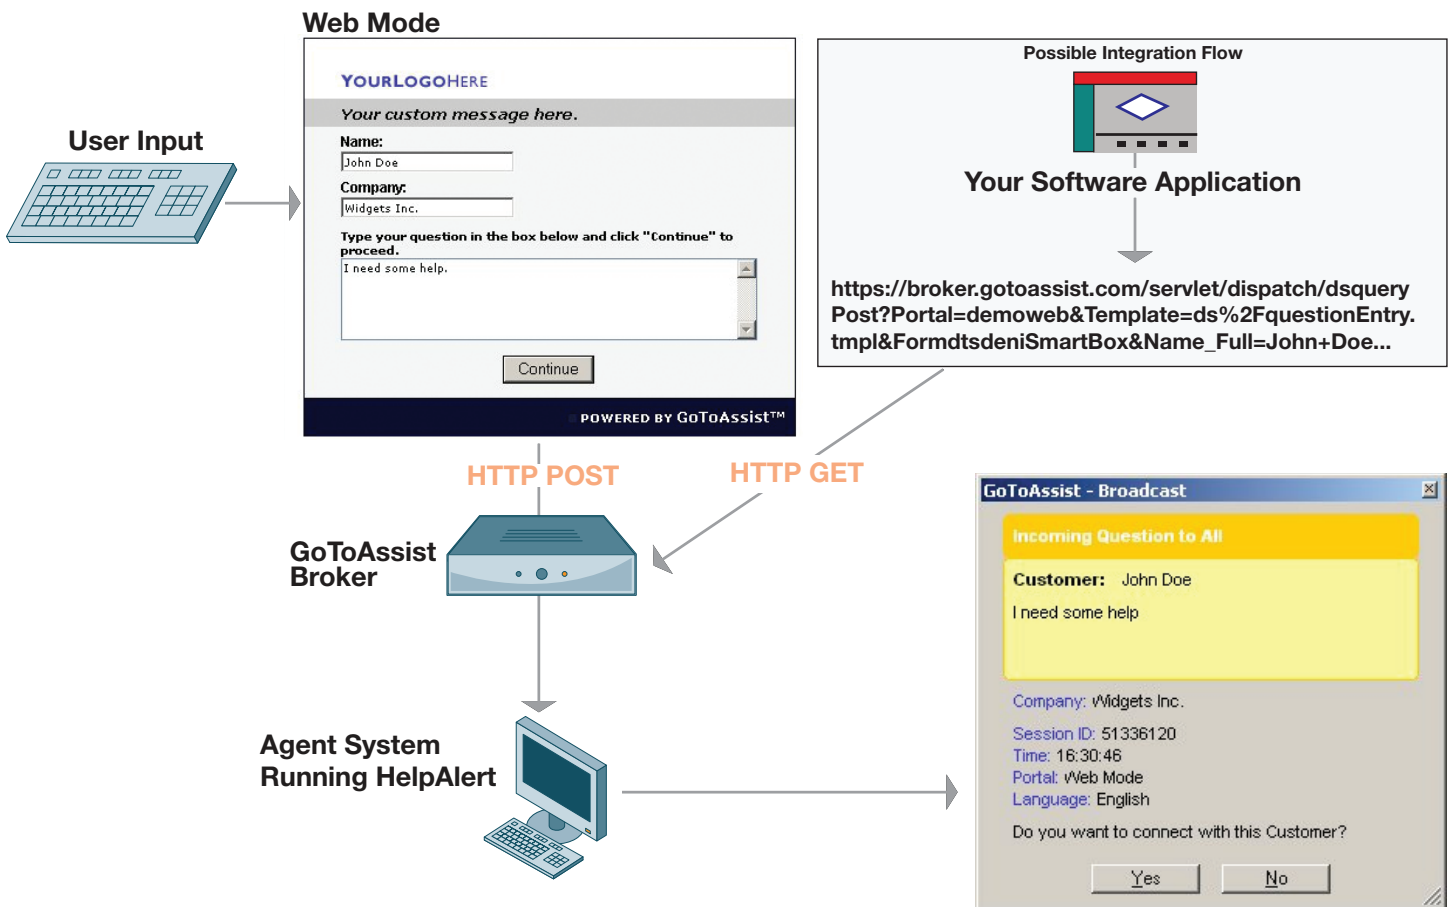 Web Mode
YOURLOGOHERE
Your custom message here.
Name:
John Doe
Company:
Widgets Inc.
Type your question in the box below and click "Continue" to
proceed.
I need some help.
Continue
POWERED BY GOTOASSIST™
User Input
Possible Integration Flow
Your Software Application
https://broker.gotoassist.com/servlet/dispatch/dsquery
Post?Portal=demoweb&Template=ds%2FquestionEntry.
tmpl&FormdtsdeniSmartBox&Name_Full=John+Doe...
HTTP POST
HTTP GET
GoToAssist
Broker
Agent System
Running HelpAlert
GoToAssist - Broadcast
Incoming Question to All
Customer: John Doe
I need some help
Company: Widgets Inc.
Session ID: 51336120
Time: 16:30:46
Portal: Web Mode
Language: English
Do you want to connect with this Customer?
Yes
No